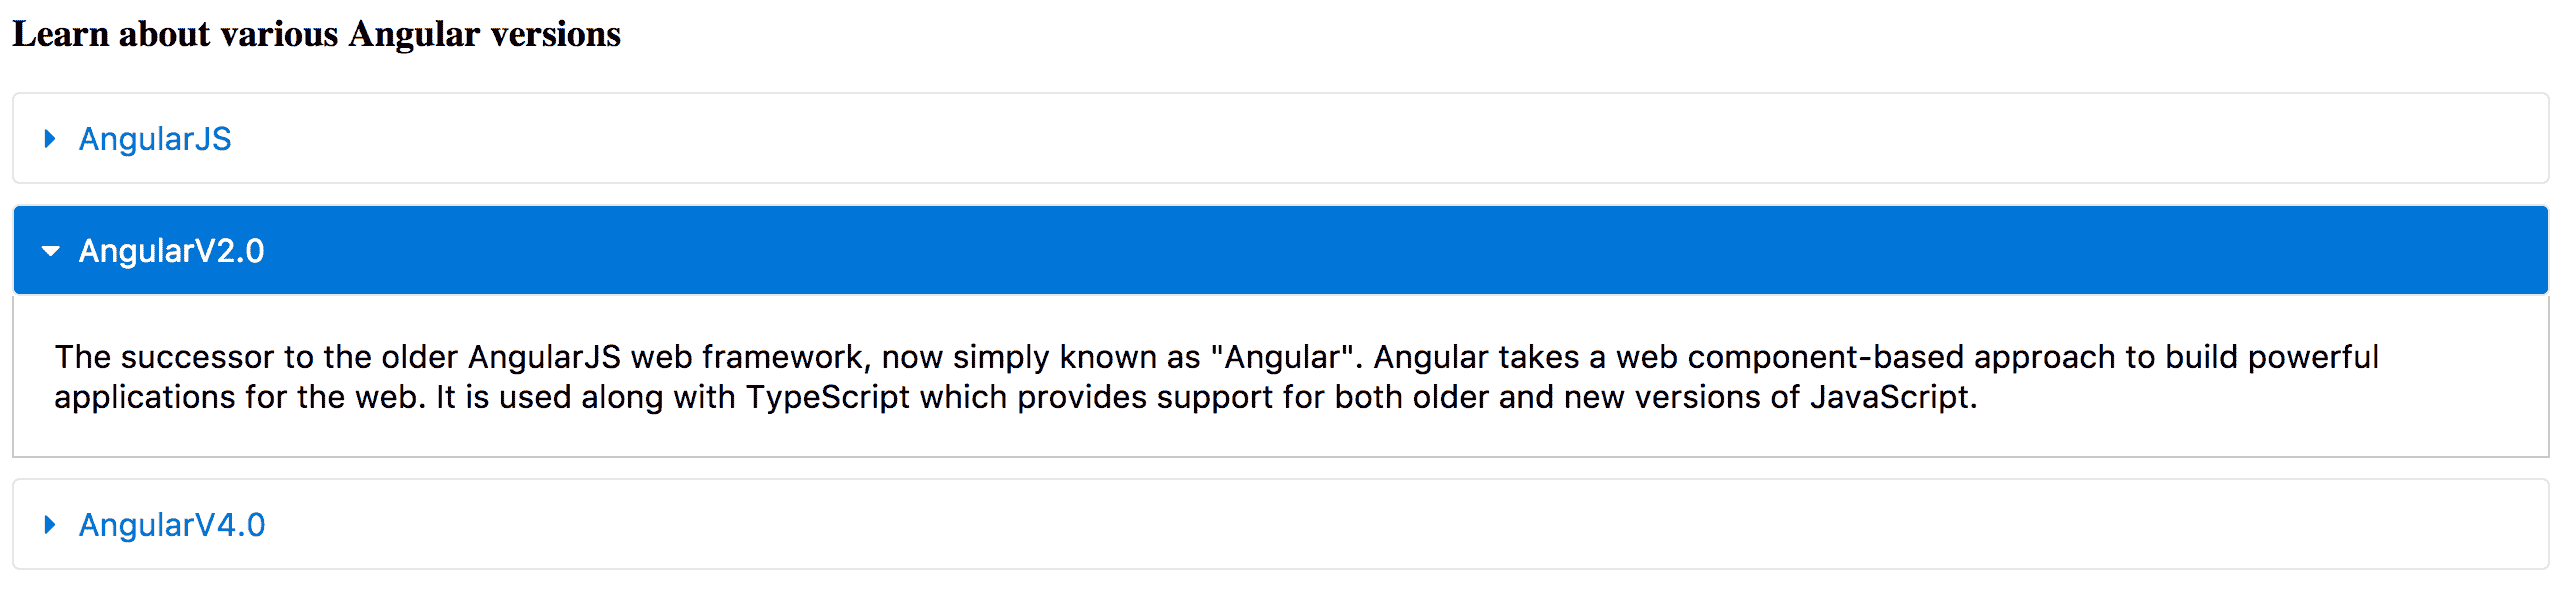 Learn about various Angular versions
AngularJS
AngularV2.0
The successor to the older AngularJS web framework, now simply known as "Angular". Angular takes a web component-based approach to build powerful
applications for the web. It is used along with TypeScript which provides support for both older and new versions of JavaScript.
AngularV4.0